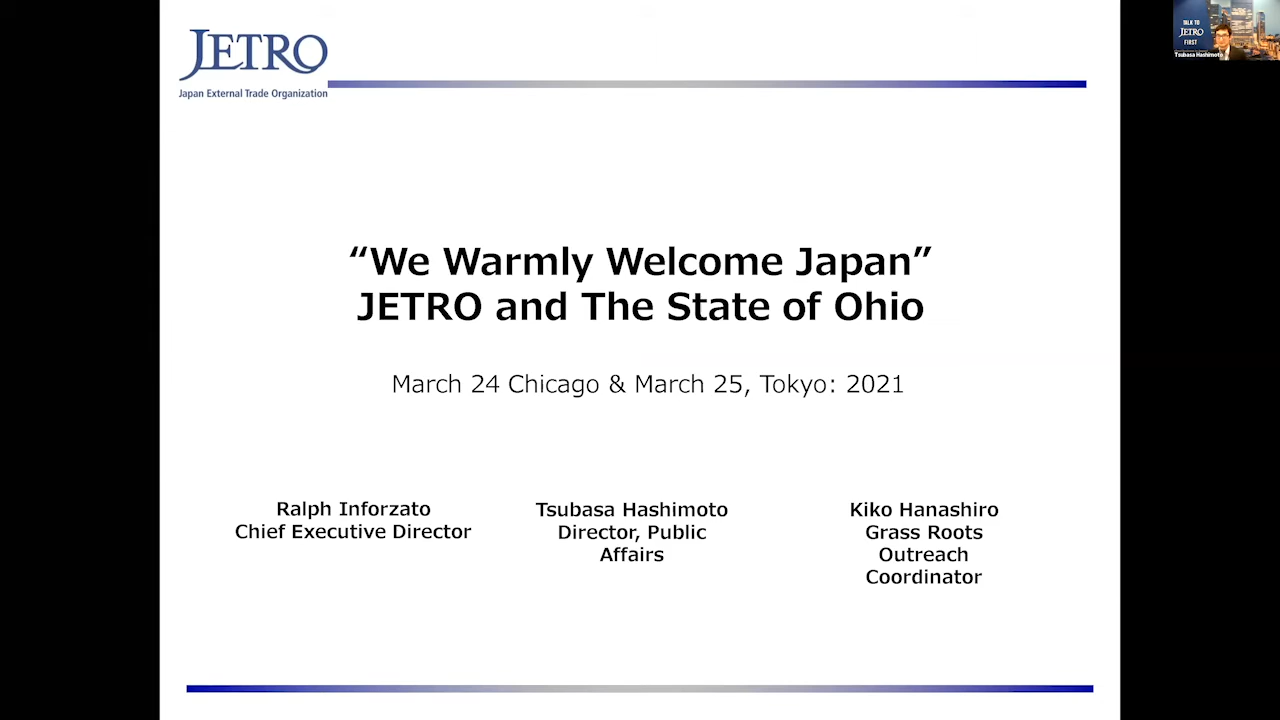 JETRO
Japan External Trade Organization
TALK TO
JETRO
FIRST
Tsubasa Hashimoto
“We Warmly Welcome Japan”
JETRO and The State of Ohio
March 24 Chicago & March 25, Tokyo: 2021
Ralph Inforzato
Chief Executive Director
Tsubasa Hashimoto
Director, Public
Affairs
Kiko Hanashiro
Grass Roots
Outreach
Coordinator